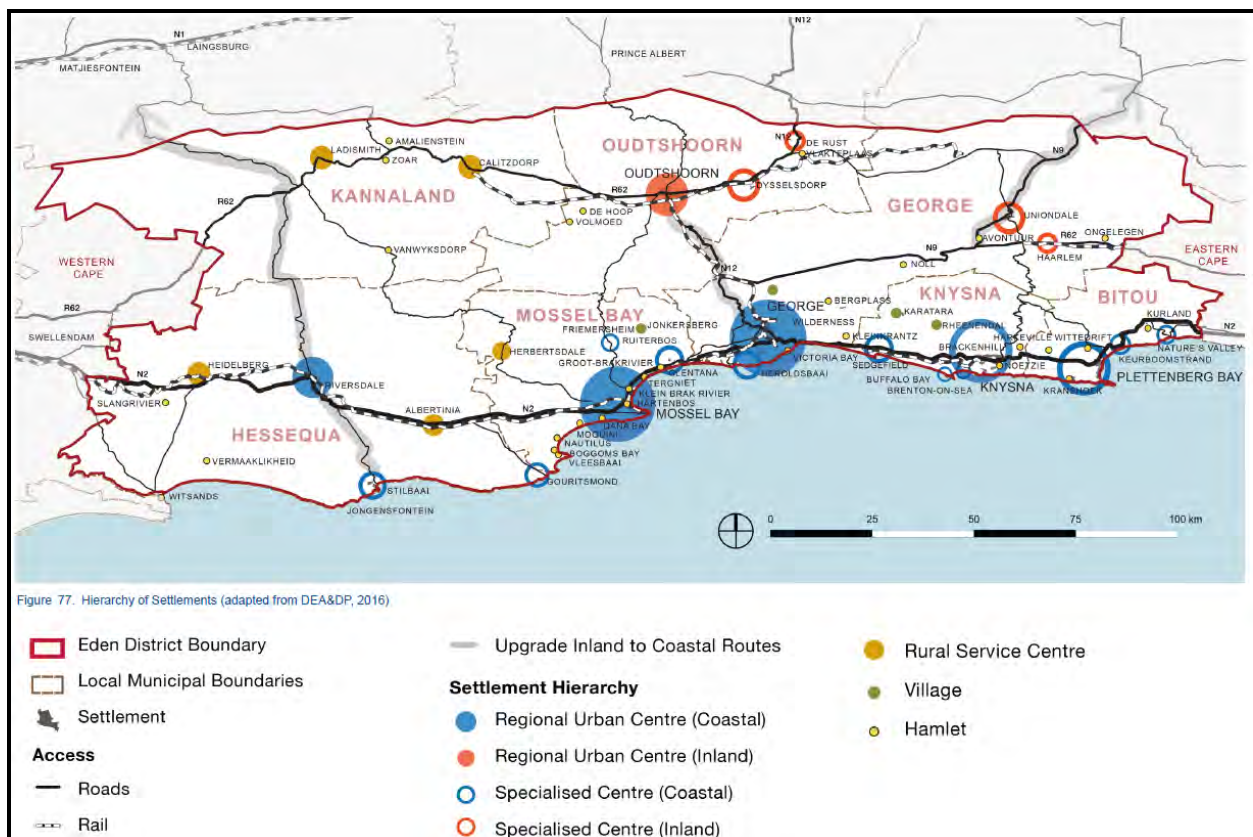 N12
N1
LAINGSBURG
PRINCE ALBERT
MATJIESFONTEIN
AMALIENSTEIN
LADISMITH
ZOAR
CALITZDORP
OUDTSHOORN
OUDTSHOORN
N12
DE RUST
VLAKTEPLAAS
N9
DYSSELSDORP
KANNALAND
R62
R62
DE HOOP
VOLMOED
GEORGE
UNIONDALE
AVONTUUR
R62
ONGELEGEN
HAARLEM
EASTERN
CAPE
VANWYKSDORP
WESTERN
CAPE
N9
NOLL
N12
R62
SWELLENDAM
MOSSEL BAY
FRIEMERSHEIM
JONKERSBERG
RUITERBOS
GEORGE
BERGPLASS
KNYSNA
KARATARA
RHEENENDAL
BITOU
KURLAND
N2
WILDERNESS
KLEINKRANTZ
BRACKENHILL
HARKEVILLE
WITTEDRIFT
NATURE'S VALLEY
KEURBOOMSTRAND
HERBERTSDALE
GROOT-BRAKRIVIER
GLENTANA
VICTORIA BAY
HEROLDSBAAI
SEDGEFIELD
BUFFALO BAY
BRENTON-ON-SEA
NOETZIE
KNYSNA
PLETTENBERG BAY
KRANSHOEK
N2
HEIDELBERG
RIVERSDALE
SLANGRIVIER
TERGNIET
KLEIN BRAK RIVIER
HARTENBOS
MOSSEL BAY
DANA BAY
ALBERTINIA
N2
HESSEQUA
MOQUINI
NAUTILUS
BOGGOMS BAY
VLEESBAAI
VERMAAKLIKHEID
GOURITSMOND
WITSANDS
STILBAAI
JONGENSFONTEIN
0 25 50 75 100 km
Figure 77. Hierarchy of Settlements (adapted from DEA&DP, 2016)
Eden District Boundary
Local Municipal Boundaries
Settlement
Access
Roads
Rail
Upgrade Inland to Coastal Routes
Settlement Hierarchy
Regional Urban Centre (Coastal)
Regional Urban Centre (Inland)
Specialised Centre (Coastal)
Specialised Centre (Inland)
Rural Service Centre
Village
Hamlet